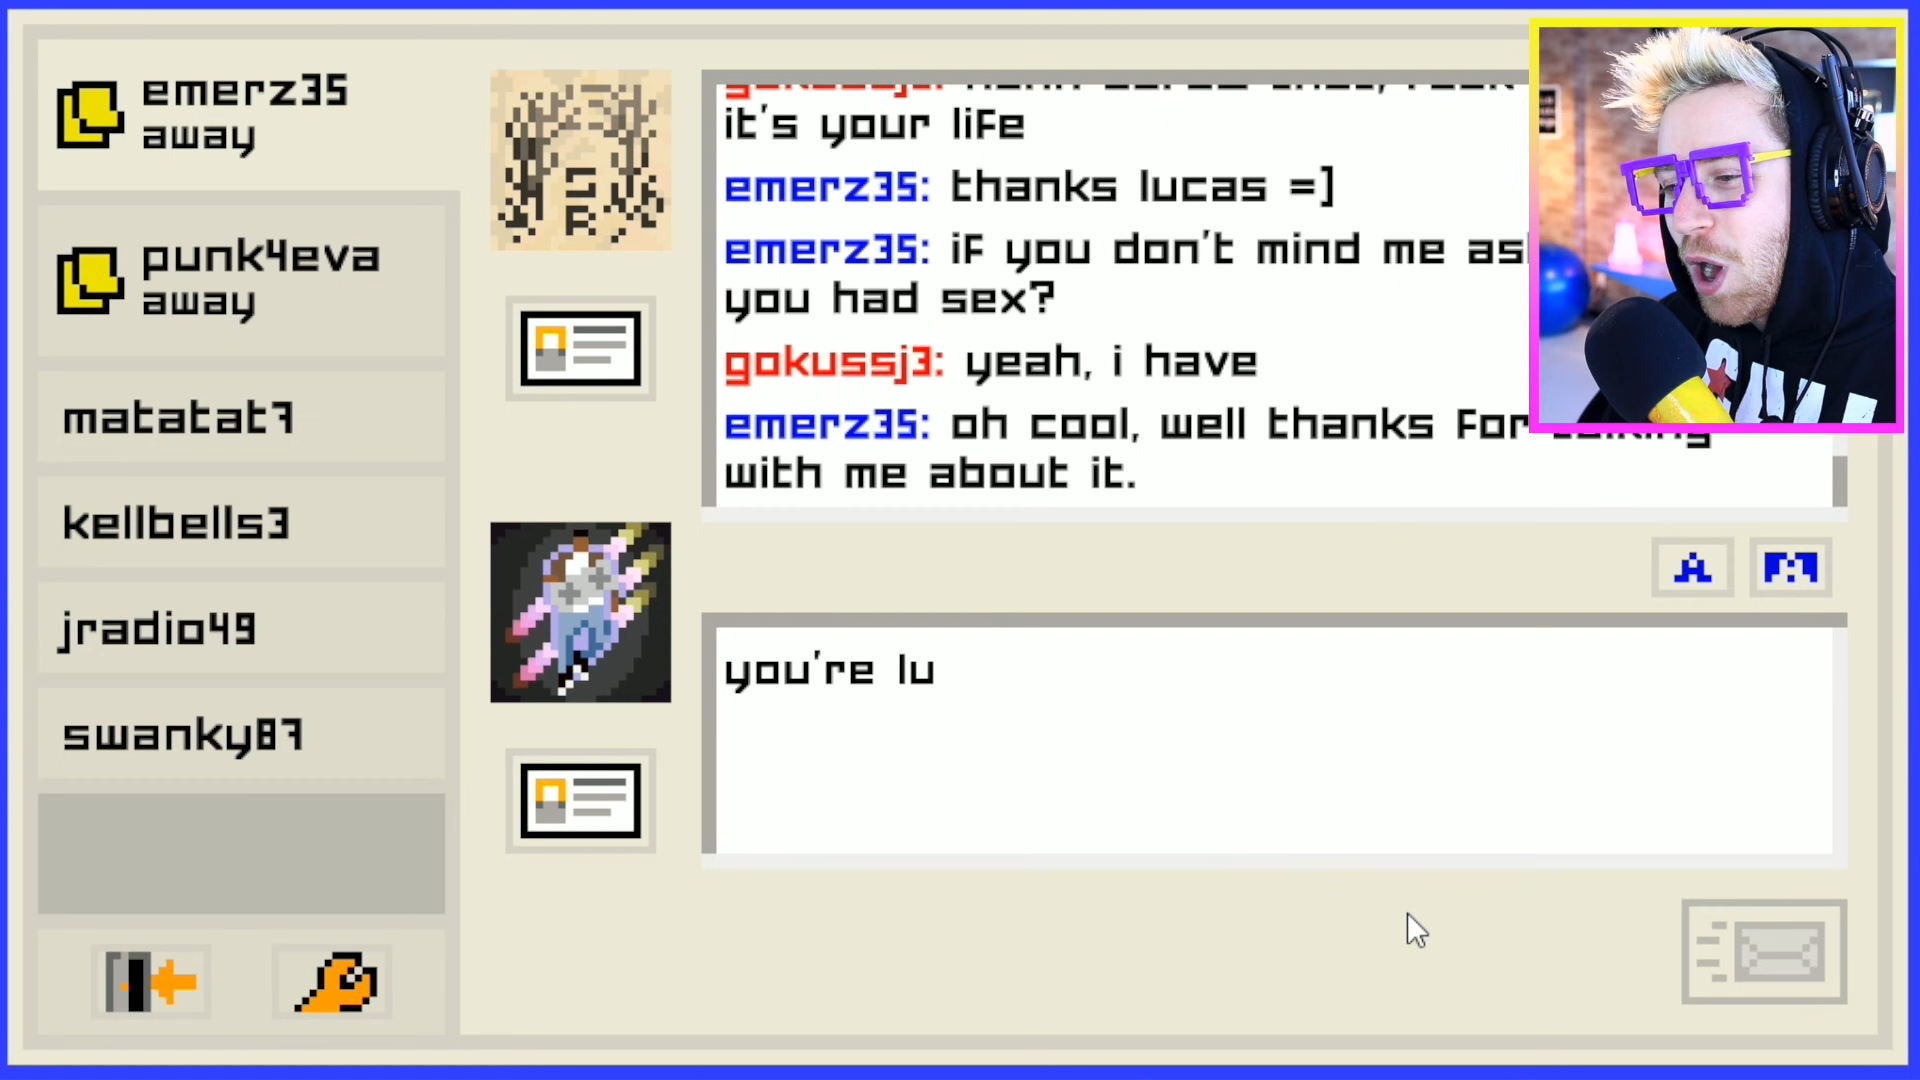 emerz35
away
punk4eva
away
matatat7
kellbells3
jradio49
swanky87
it's your life
emerz35: thanks lucas =]
emerz35: if you don't mind me
you had sex?
gokussj3: yeah, i have
emerz35: oh cool, well thanks for talking
with me about it.
A
you're lu